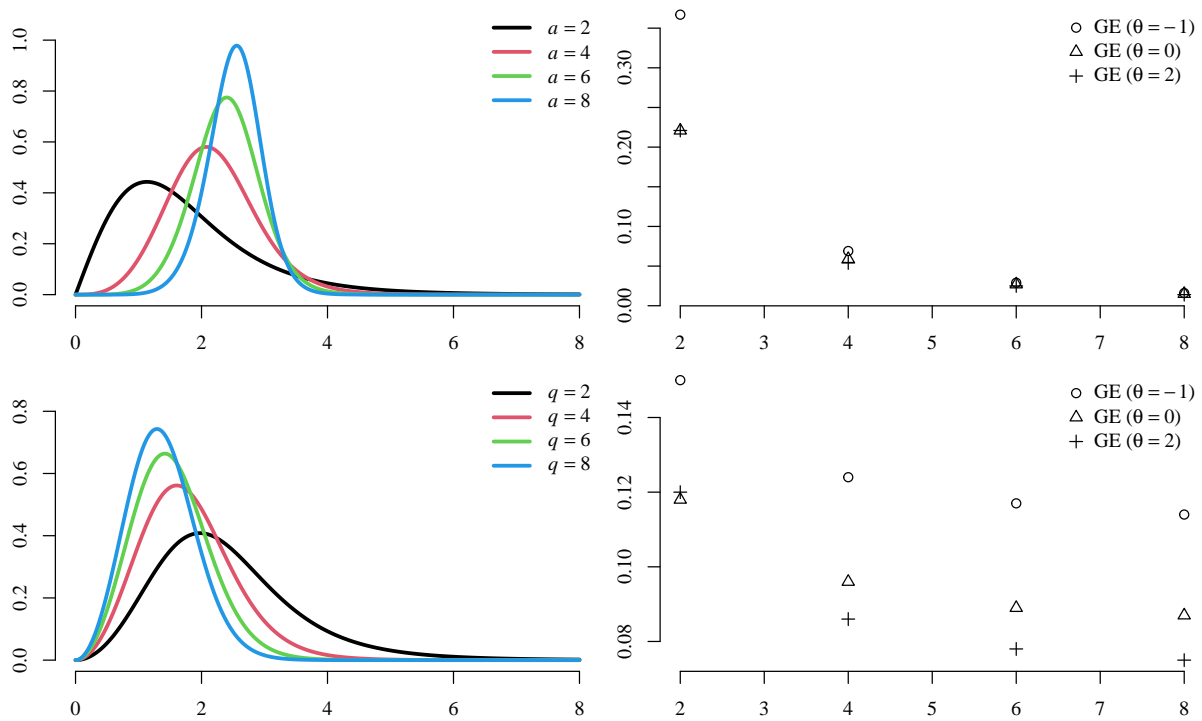 a = 2
a = 4
a = 6
a = 8
0.0 0.2 0.4 0.6 0.8 1.0
0 2 4 6 8
GE (θ = −1)
GE (θ = 0)
GE (θ = 2)
0.00 0.10 0.20 0.30
2 3 4 5 6 7 8
q = 2
q = 4
q = 6
q = 8
0.0 0.2 0.4 0.6 0.8
0 2 4 6 8
GE (θ = −1)
GE (θ = 0)
GE (θ = 2)
0.08 0.10 0.12 0.14
2 3 4 5 6 7 8